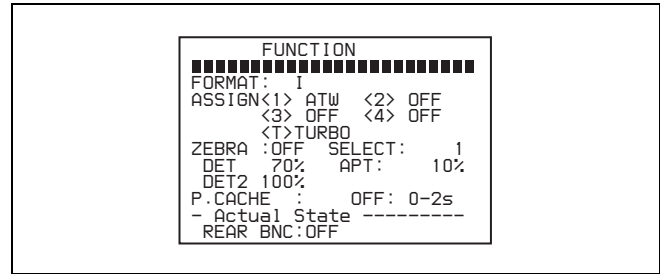 FUNCTION
FORMAT: I
ASSIGN<1> ATW <2> OFF
<3> OFF <4> OFF
<T>TURBO
ZEBRA :OFF SELECT: 1
DET 70% APT: 10%
DET2 100%
P.CACHE : OFF: 0-2s
- Actual State ---------
REAR BNC:OFF